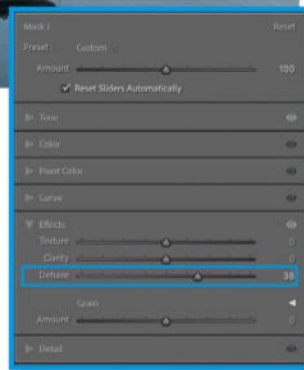 Mask 1 Reset
Preset: Custom
Amount 100
Reset Sliders Automatically
Tone
Color
Point Color
Curve
Effects
Texture 0
Clarity 0
Dehaze 38
Grain
Amount 0
Detail